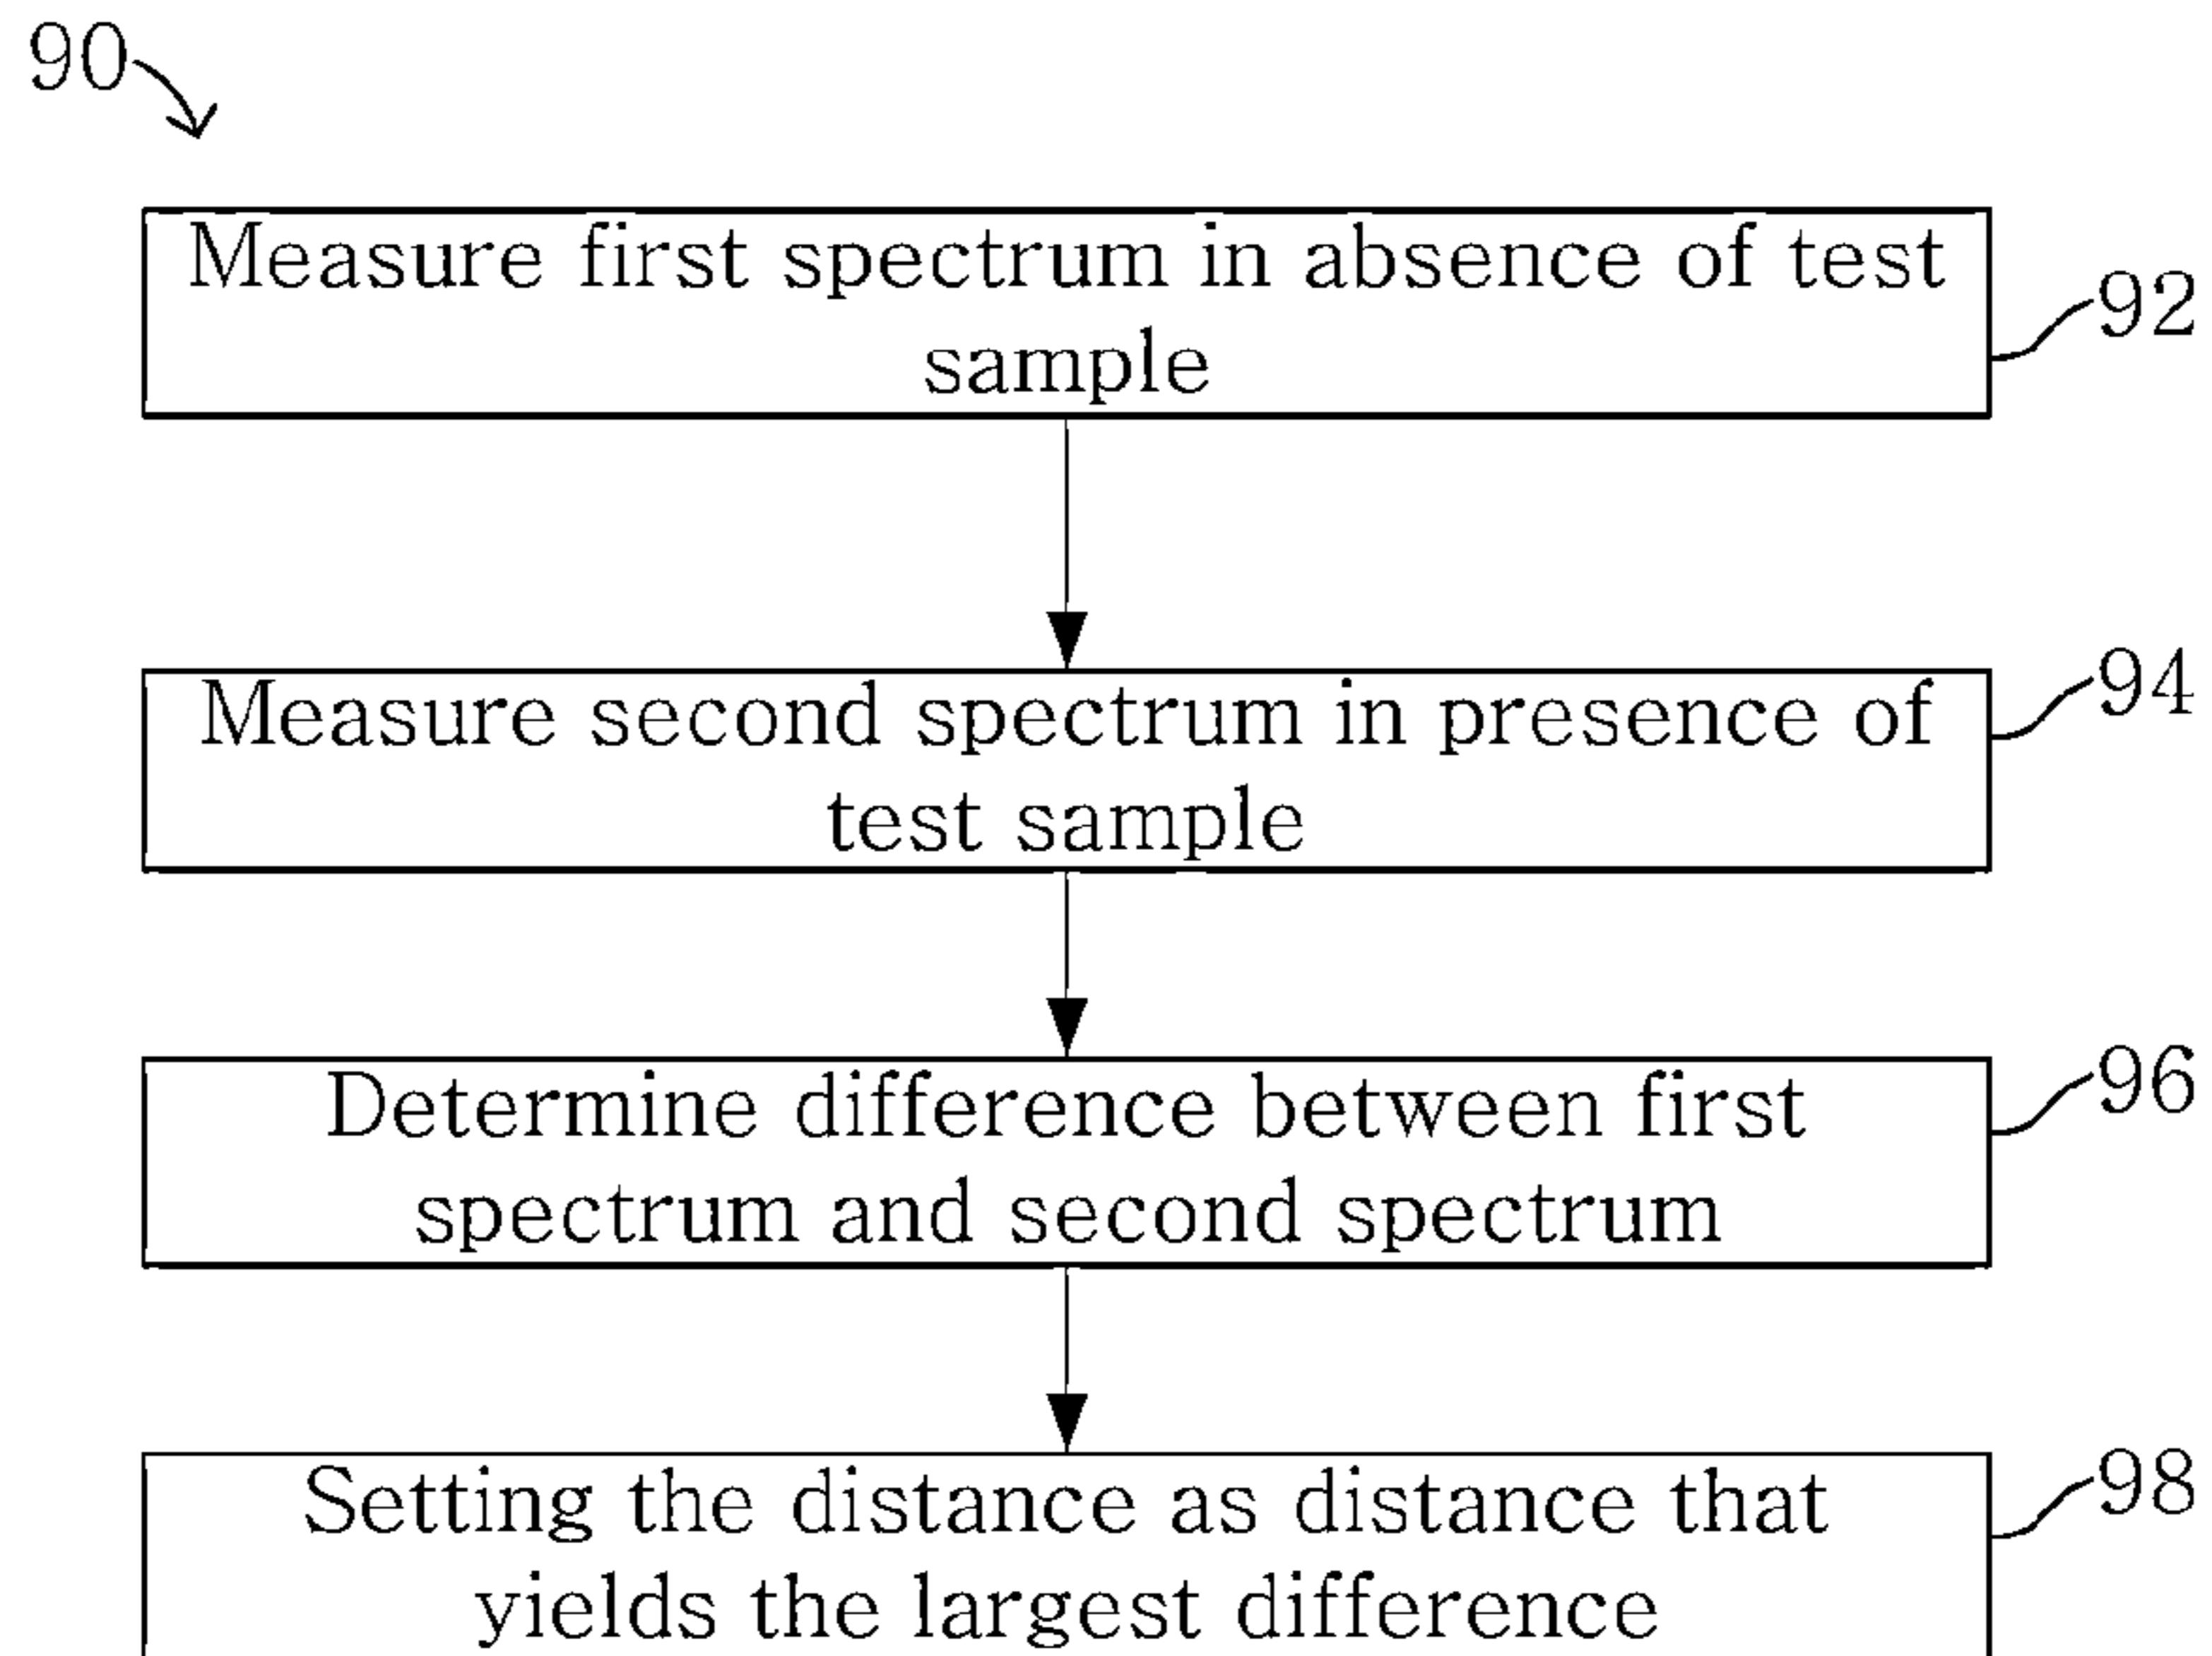 90
Measure first spectrum in absence of test
sample
92
Measure second spectrum in presence of
test sample
94
Determine difference between first
spectrum and second spectrum
96
Setting the distance as distance that
yields the largest difference
98